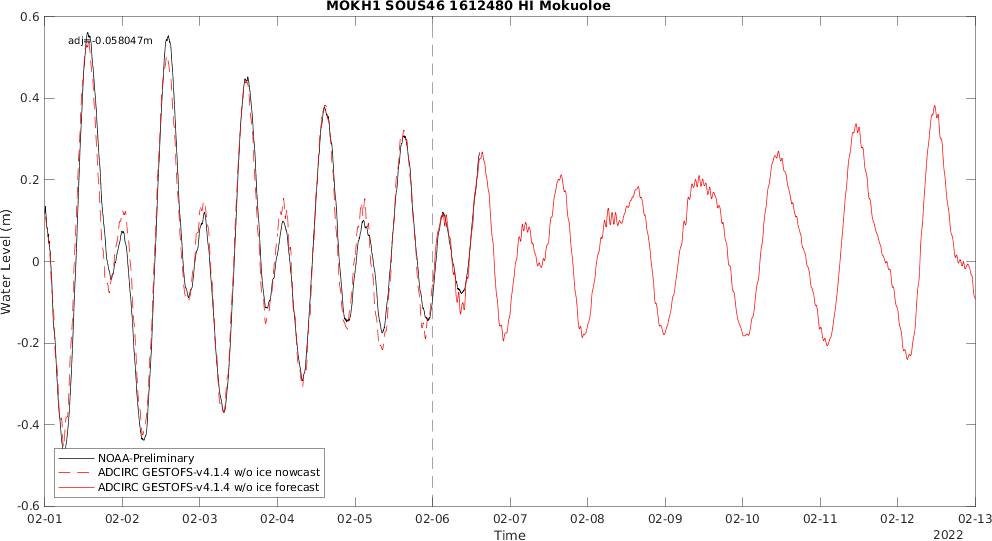 MOKH1 SOUS46 1612480 HI Mokuoloe
adj=-0.058047m
0.6
0.4
0.2
0
-0.2
-0.4
-0.6
Water Level (m)
NOAA-Preliminary
ADCIRC GESTOFS-v4.1.4 w/o ice nowcast
ADCIRC GESTOFS-v4.1.4 w/o ice forecast
02-01 02-02 02-03 02-04 02-05 02-06 02-07 02-08 02-09 02-10 02-11 02-12 02-13
Time
2022